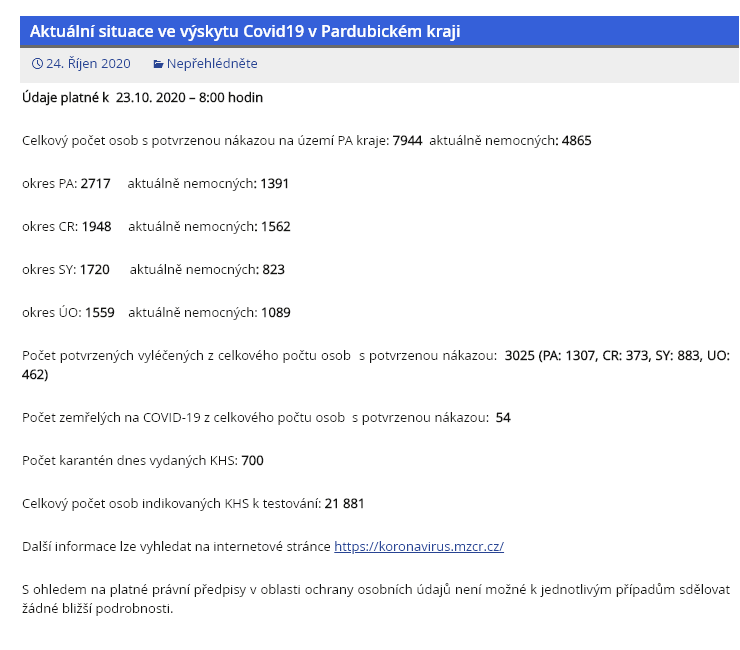 Aktuální situace ve výskytu Covid19 v Pardubickém kraji
24. Říjen 2020 Nepřehlédněte
Údaje platné k 23.10. 2020 – 8:00 hodin
Celkový počet osob s potvrzenou nákazou na území PA kraje: 7944 aktuálně nemocných: 4865
okres PA: 2717 aktuálně nemocných: 1391
okres CR: 1948 aktuálně nemocných: 1562
okres SY: 1720 aktuálně nemocných: 823
okres ÚO: 1559 aktuálně nemocných: 1089
Počet potvrzených vyléčených z celkového počtu osob s potvrzenou nákazou: 3025 (PA: 1307, CR: 373, SY: 883, UO:
462)
Počet zemřelých na COVID-19 z celkového počtu osob s potvrzenou nákazou: 54
Počet karantén dnes vydaných KHS: 700
Celkový počet osob indikovaných KHS k testování: 21 881
Další informace lze vyhledat na internetové stránce https://koronavirus.mzcr.cz/
S ohledem na platné právní předpisy v oblasti ochrany osobních údajů není možné k jednotlivým případům sdělovat
žádné bližší podrobnosti.